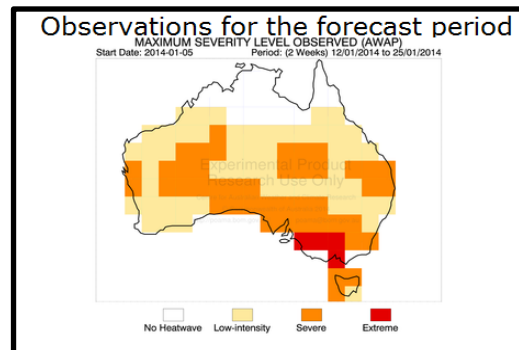 Observations for the forecast period
MAXIMUM SEVERITY LEVEL OBSERVED (AWAP)
Start Date: 2014-01-05 Period: (2 Weeks) 12/01/2014 to 25/01/2014
Experimental Product
Research Use Only
No Heatwave Low-intensity Severe Extreme